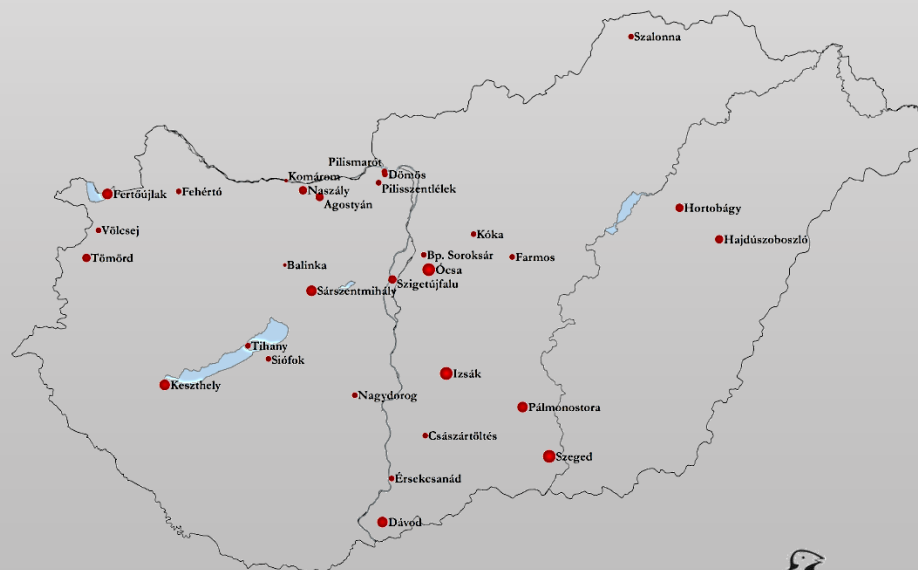 Szalonna
Pilismarót
Dömös
Komárom
Pilisszentlélek
Fertőújlak
Fehértó
Naszály
Agostyán
Hortobágy
Völcsej
Kóka
Hajdúszoboszló
Tömörd
Bp. Soroksár
Farmos
Balinka
Ócsa
Szigetújfalu
Sárszentmihály
Tihany
Siófok
Izsák
Keszthely
Nagydorog
Pálmonostora
Császártöltés
Szeged
Érsekcsanád
Dávod